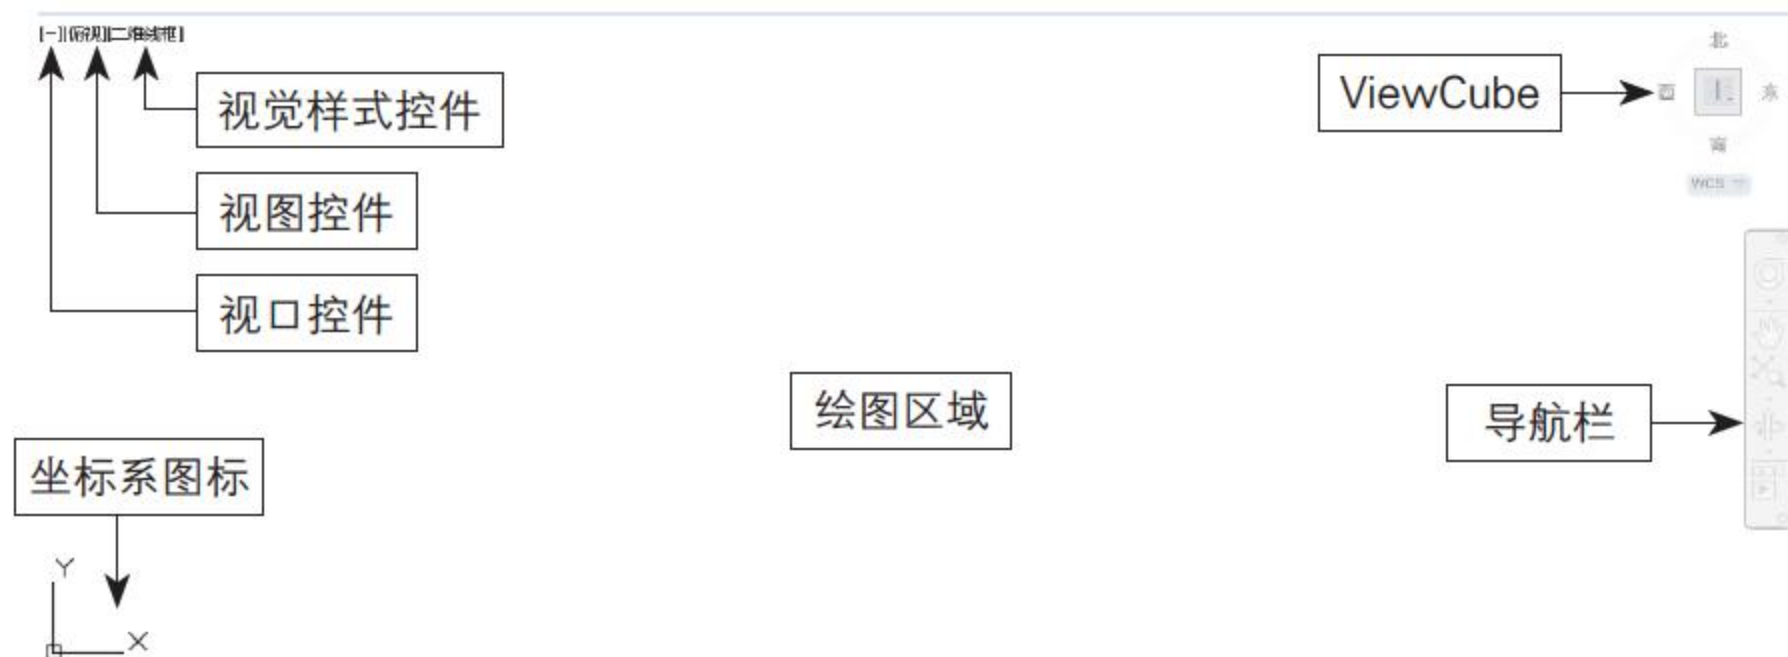 [−][俯视][二维线框]
视觉样式控件
视图控件
视口控件
坐标系图标
Y
X
绘图区域
ViewCube
北
西
东
南
WCS
导航栏